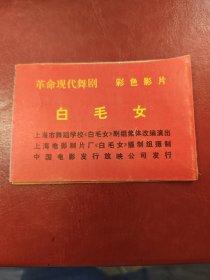 革命现代舞剧　彩色影片
白毛女
上海市舞蹈学校《白毛女》剧组集体改编演出
上海电影制片厂《白毛女》摄制组摄制
中国电影发行放映公司发行